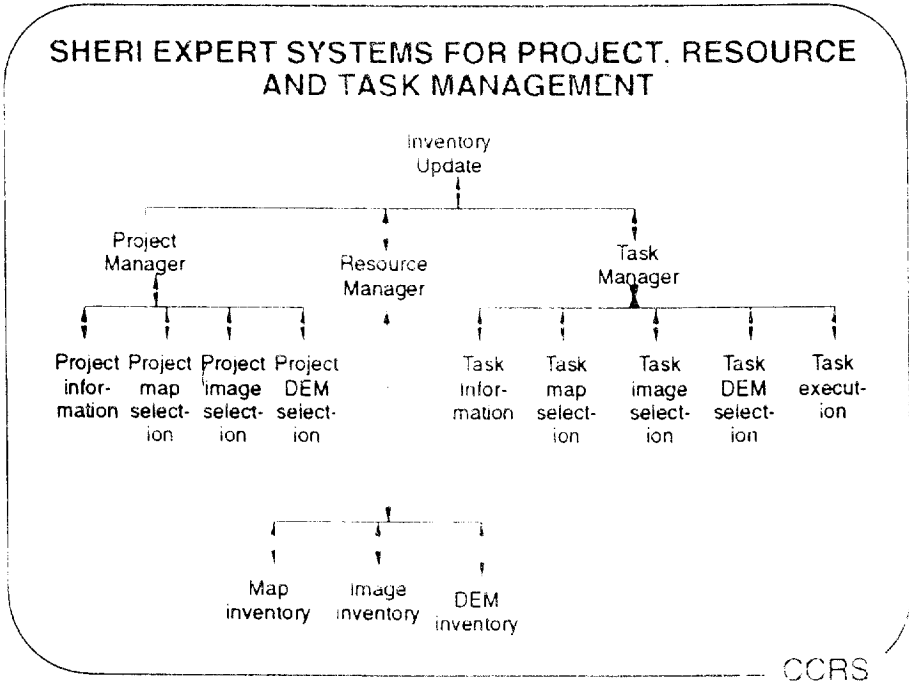 SHERI EXPERT SYSTEMS FOR PROJECT, RESOURCE
AND TASK MANAGEMENT
Inventory
Update
Project
Manager
Resource
Manager
Task
Manager
Project
infor-
mation
Project
map
select-
ion
Project
image
select-
ion
Project
DEM
select-
ion
Task
infor-
mation
Task
map
select-
ion
Task
image
select-
ion
Task
DEM
select-
ion
Task
execut-
ion
Map
inventory
Image
inventory
DEM
inventory
CCRS